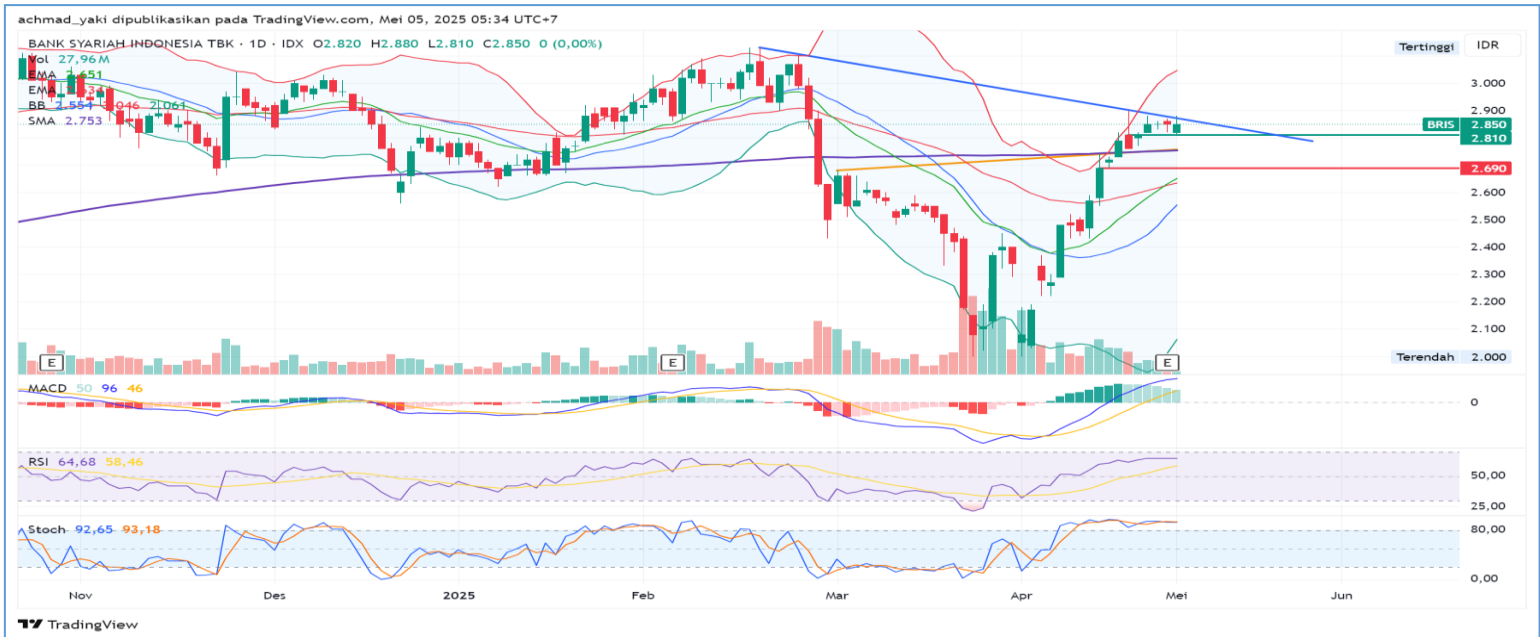 achmad_yaki dipublikasikan pada TradingView.com, Mei 05, 2025 05:34 UTC+7
BANK SYARIAH INDONESIA TBK · 1D · IDX O2.820 H2.880 L2.810 C2.850 0 (0,00%)
Tertinggi
IDR
Vol 27,96M
EMA 2.651
EMA
BB 2.554 3.046 2.061
SMA 2.753
3.000
2.900
BRIS 2.850
2.810
2.690
2.600
2.500
2.400
2.300
2.200
2.100
Terendah 2.000
E E E
MACD 50 96 46
0
RSI 64,68 58,46
50,00
25,00
Stoch 92,65 93,18
80,00
0,00
Nov Des 2025 Feb Mar Apr Mei Jun
TradingView